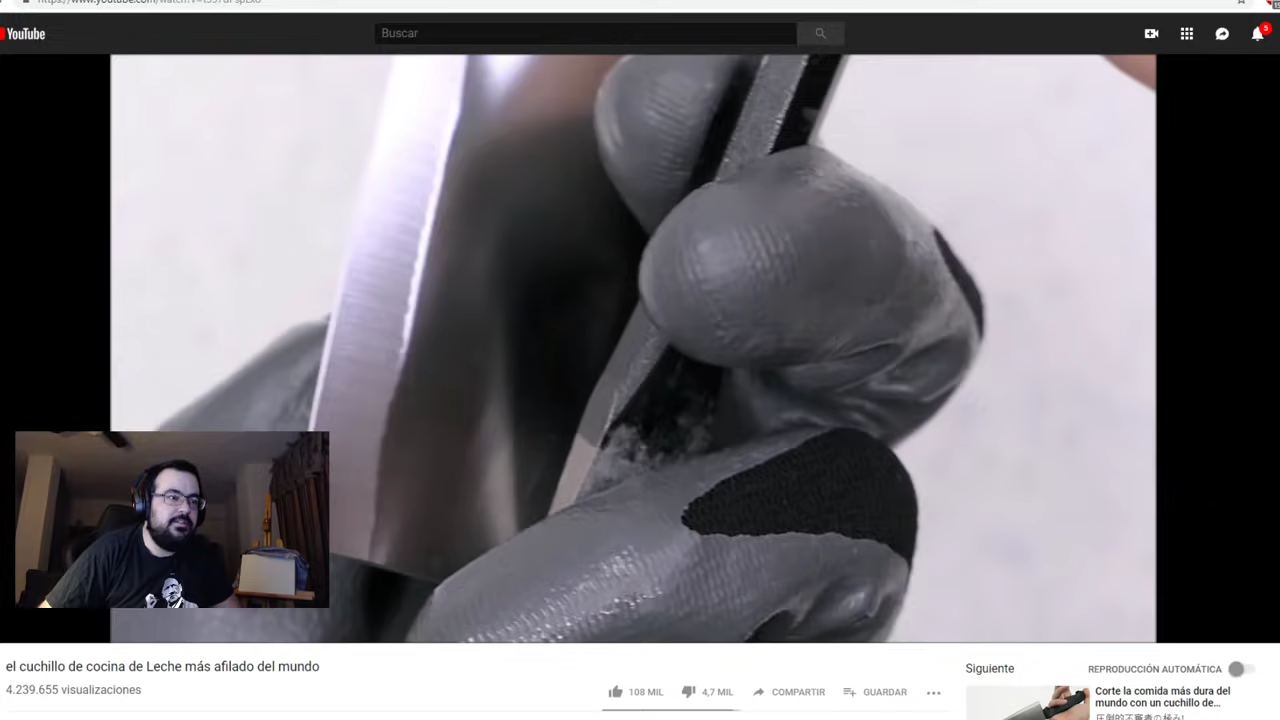 YouTube
Buscar
5
el cuchillo de cocina de Leche más afilado del mundo
4.239.655 visualizaciones
108 MIL
4,7 MIL
COMPARTIR
GUARDAR
Siguiente
REPRODUCCIÓN AUTOMÁTICA
Corte la comida más dura del
mundo con un cuchillo de…